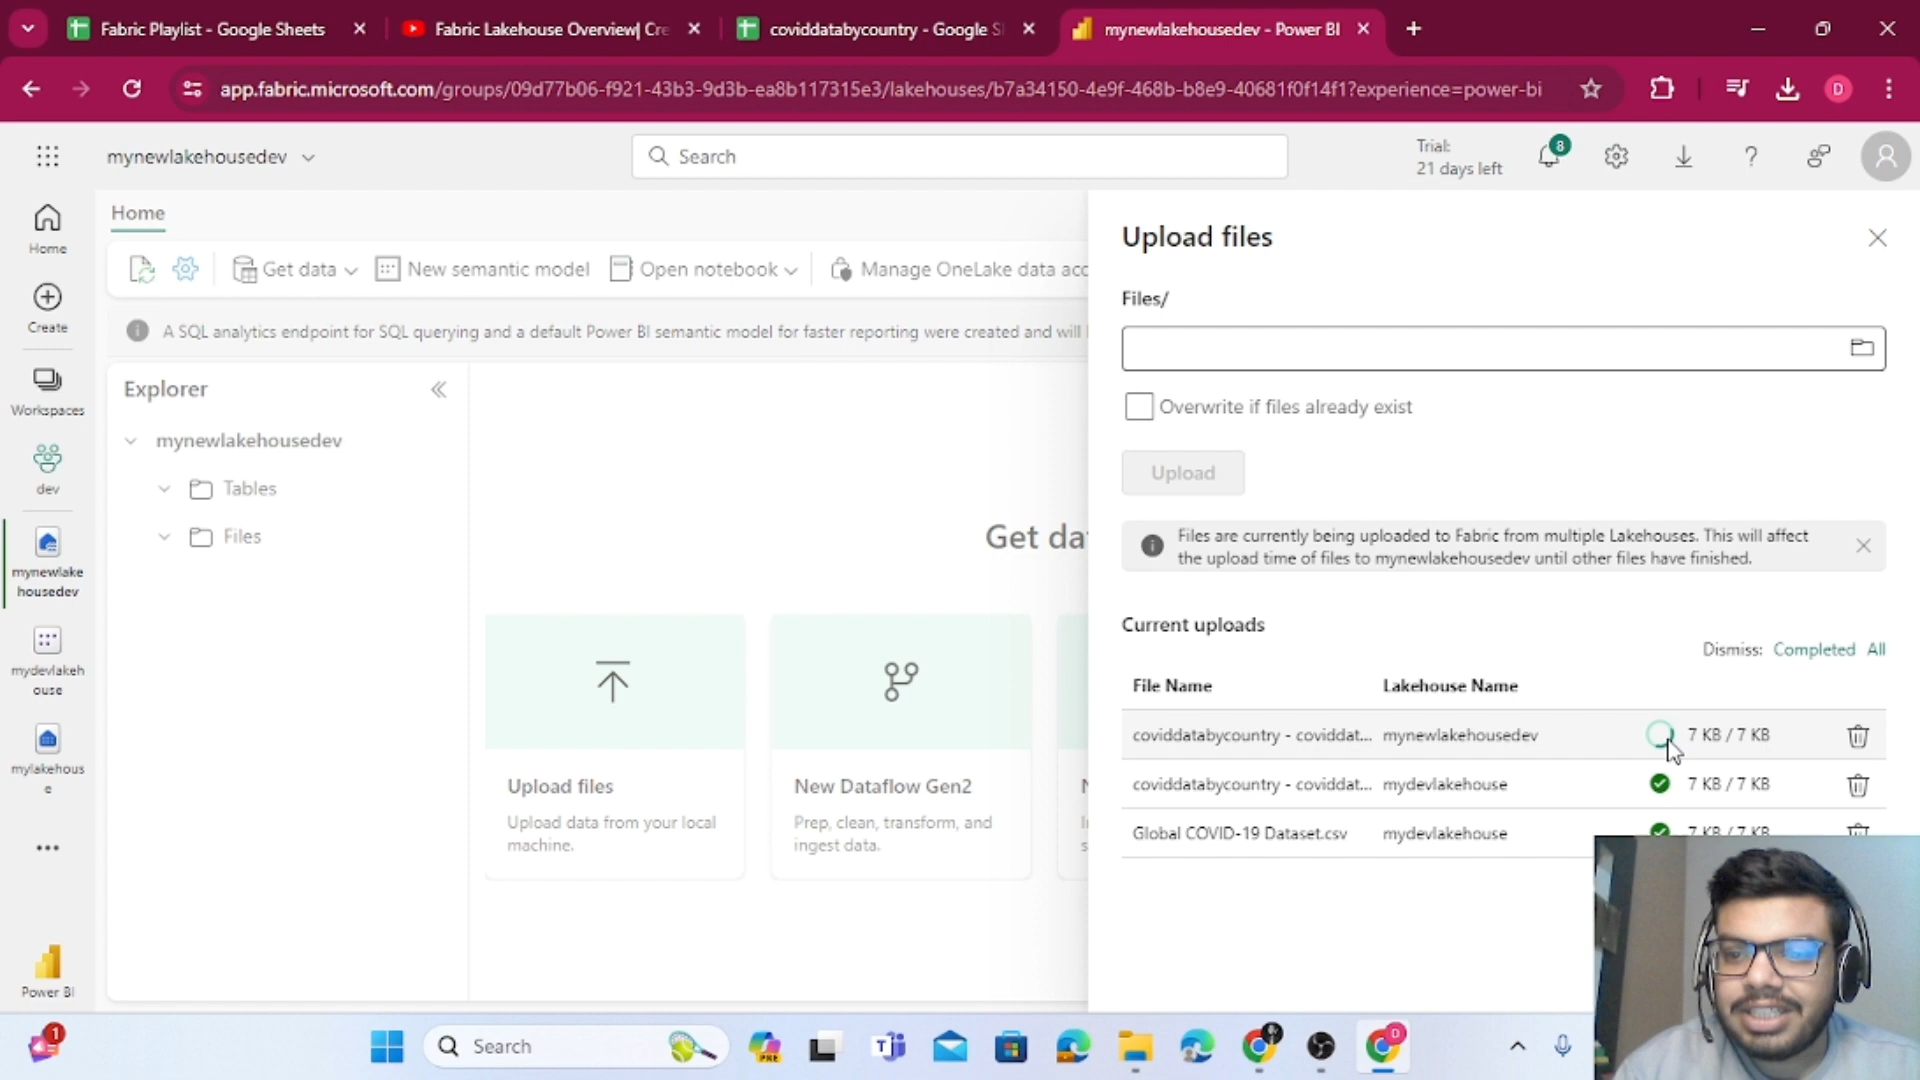 Fabric Playlist - Google Sheets
Fabric Lakehouse Overview| Cre
coviddatabycountry - Google S
mynewlakehousedev - Power BI
app.fabric.microsoft.com/groups/09d77b06-f921-43b3-9d3b-ea8b117315e3/lakehouses/b7a34150-4e9f-468b-b8e9-40681f0f14f1?experience=power-bi
D
mynewlakehousedev
Search
Trial:
21 days left
8
Home
Create
Workspaces
dev
mynewlake
housedev
mydevlakeh
ouse
mylakehous
e
Power BI
Home
Get data
New semantic model
Open notebook
Manage OneLake data acc
A SQL analytics endpoint for SQL querying and a default Power BI semantic model for faster reporting were created and will
Explorer
mynewlakehousedev
Tables
Files
Get da
Upload files
Upload data from your local
machine.
New Dataflow Gen2
Prep, clean, transform, and
ingest data.
Upload files
Files/
Overwrite if files already exist
Upload
Files are currently being uploaded to Fabric from multiple Lakehouses. This will affect
the upload time of files to mynewlakehousedev until other files have finished.
Current uploads
Dismiss: Completed All
File Name Lakehouse Name
coviddatabycountry - coviddat... mynewlakehousedev 7 KB / 7 KB
coviddatabycountry - coviddat... mydevlakehouse 7 KB / 7 KB
Global COVID-19 Dataset.csv mydevlakehouse 7 KB / 7 KB
1
Search
PRE
D